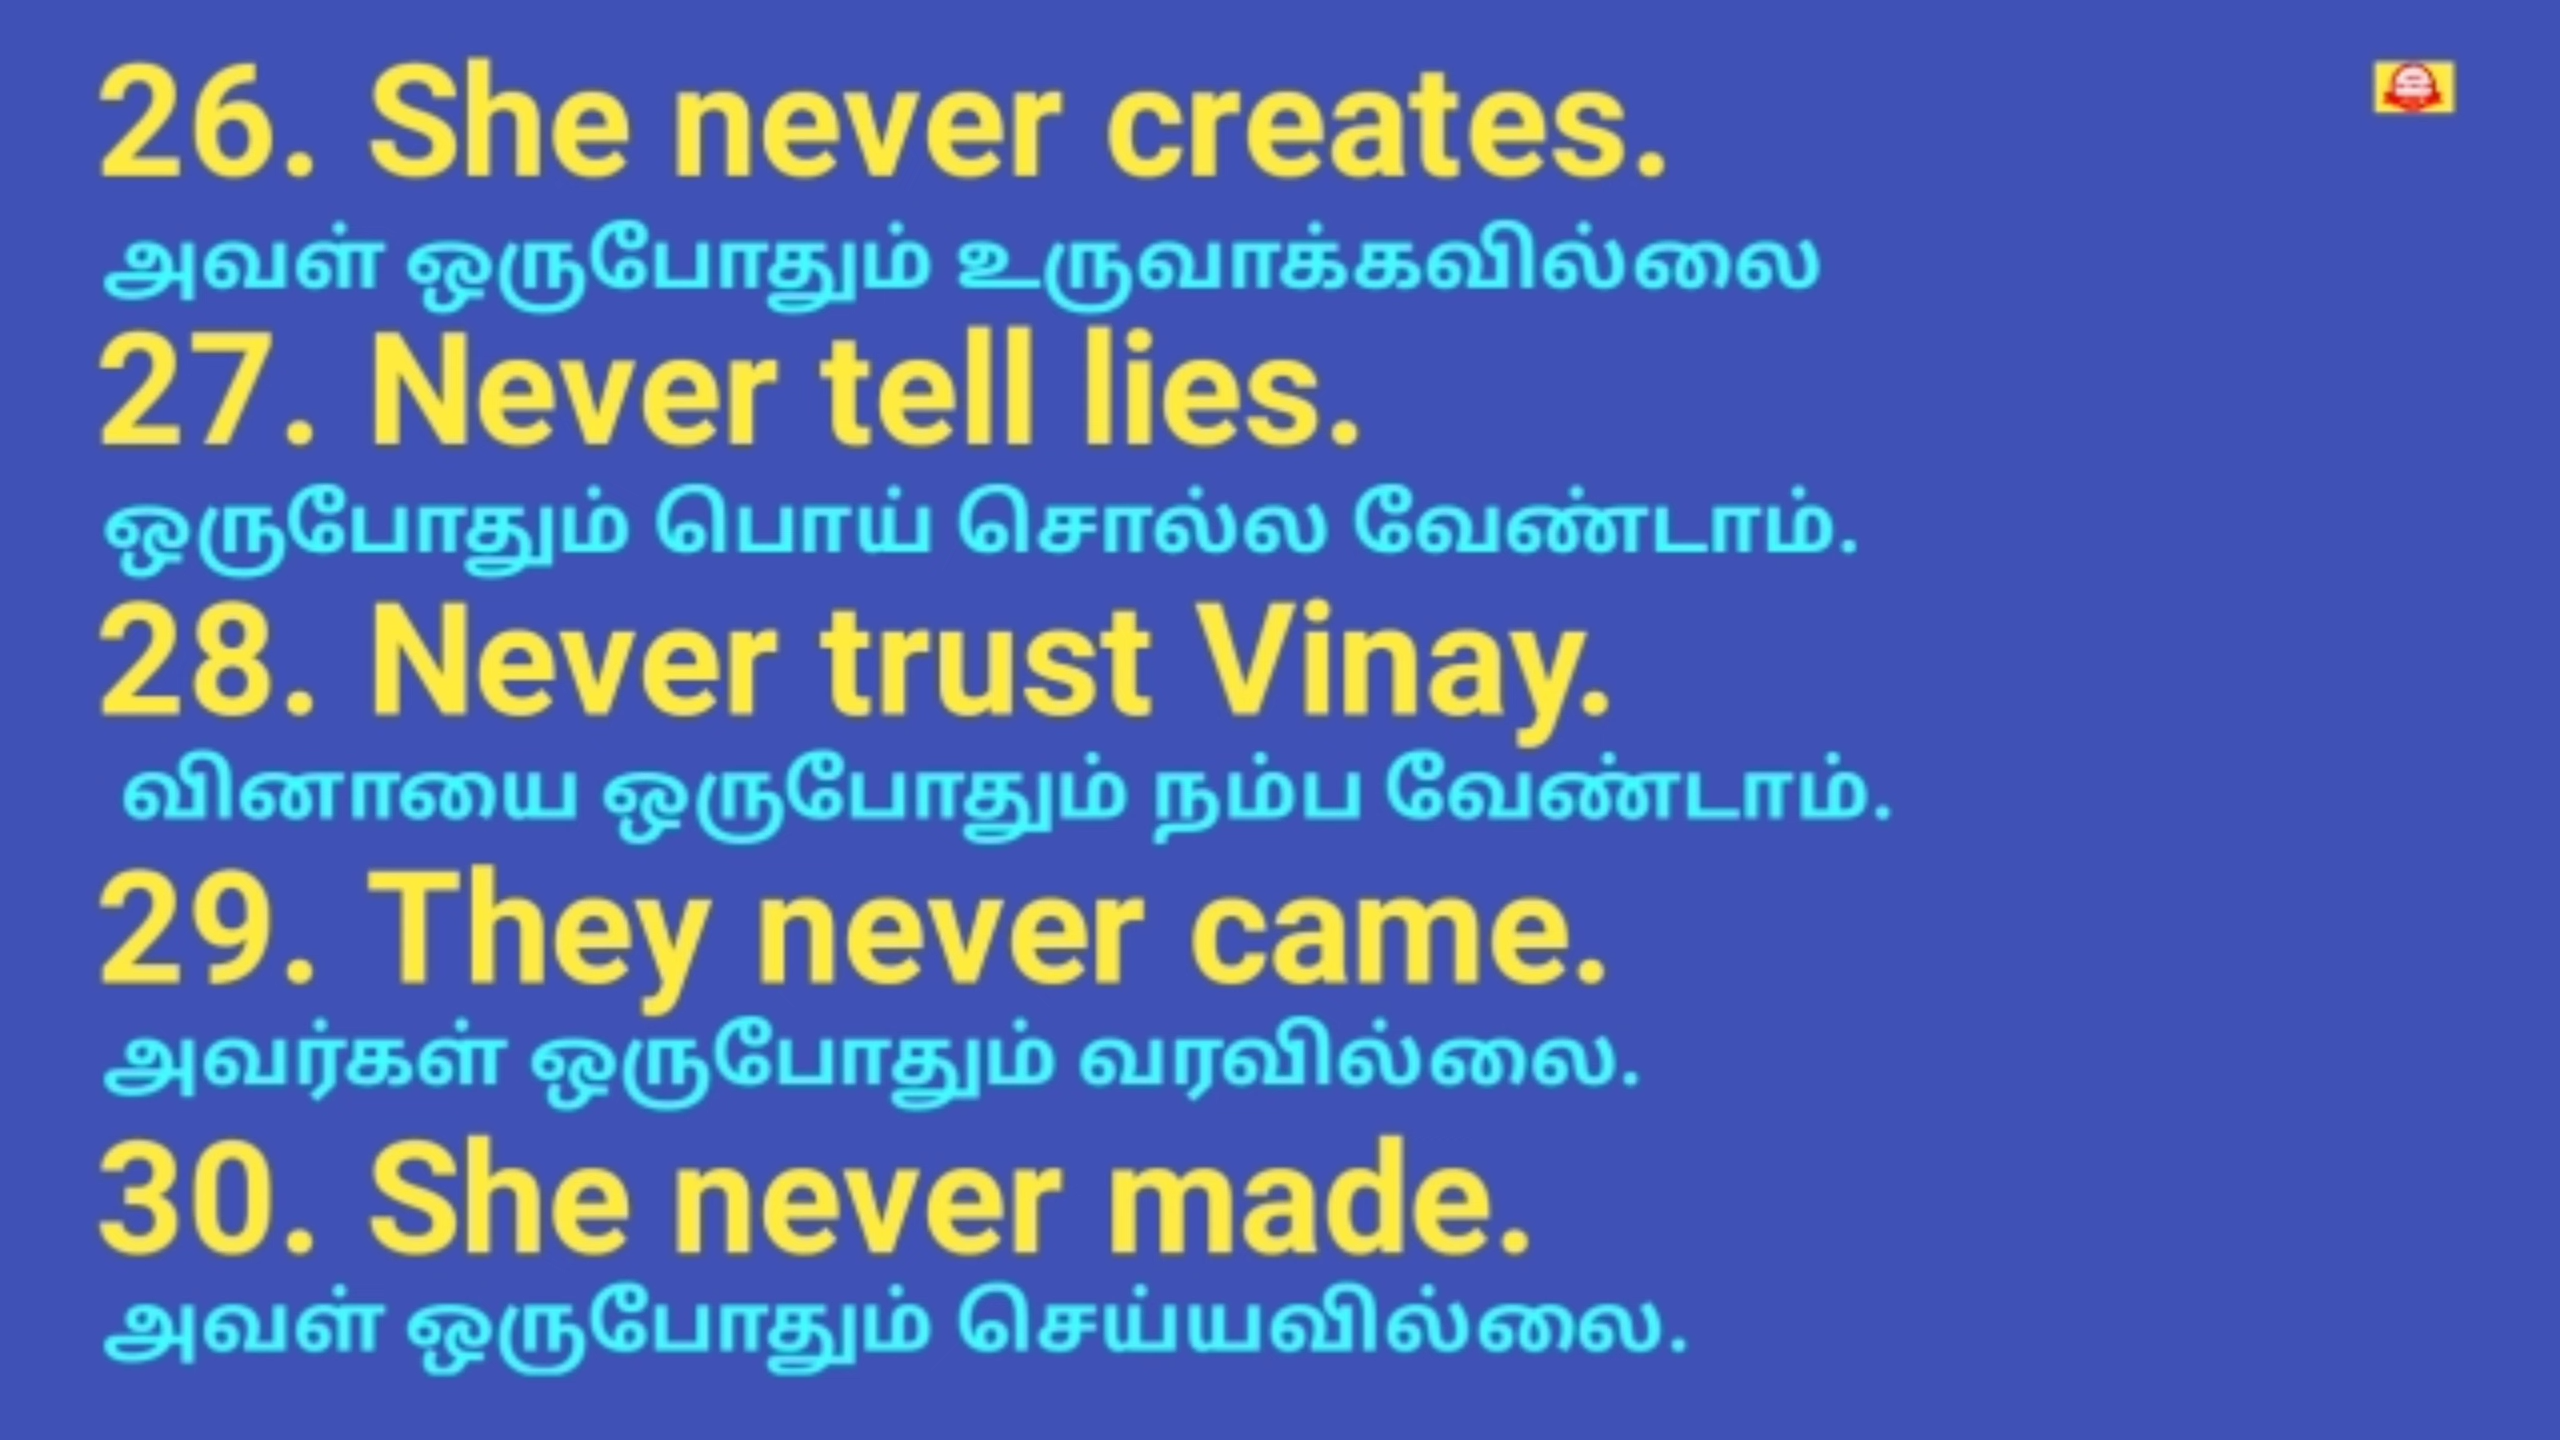 26. She never creates.
அவள் ஒருபோதும் உருவாக்கவில்லை
27. Never tell lies.
ஒருபோதும் பொய் சொல்ல வேண்டாம்.
28. Never trust Vinay.
வினாயை ஒருபோதும் நம்ப வேண்டாம்.
29. They never came.
அவர்கள் ஒருபோதும் வரவில்லை.
30. She never made.
அவள் ஒருபோதும் செய்யவில்லை.